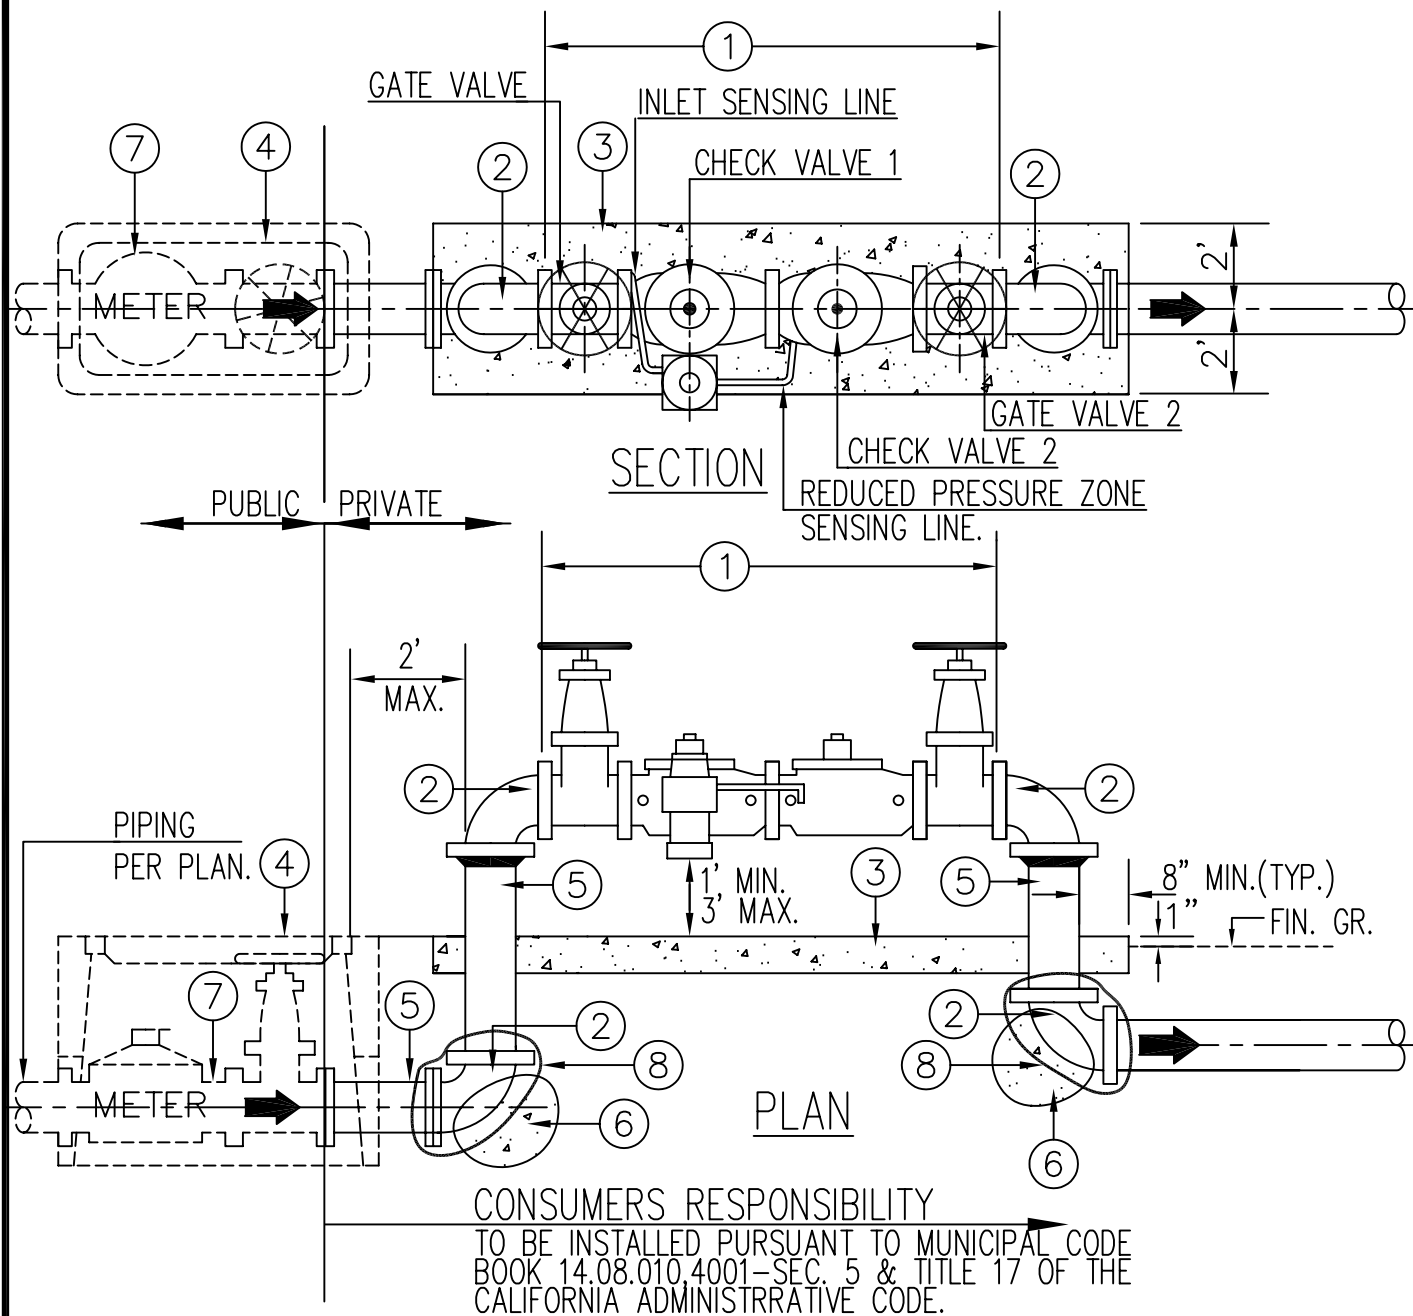 1
GATE VALVE
INLET SENSING LINE
7
4
2
3
CHECK VALVE 1
2
METER
2'
2'
GATE VALVE 2
CHECK VALVE 2
SECTION
REDUCED PRESSURE ZONE
SENSING LINE.
PUBLIC
PRIVATE
1
2'
MAX.
2
2
PIPING
PER PLAN.
4
5
1' MIN.
3' MAX.
3
5
8" MIN.(TYP.)
1"
FIN. GR.
7
5
2
2
8
8
METER
6
PLAN
6
CONSUMERS RESPONSIBILITY
TO BE INSTALLED PURSUANT TO MUNICIPAL CODE
BOOK 14.08.010,4001-SEC. 5 & TITLE 17 OF THE
CALIFORNIA ADMINISTRRATIVE CODE.